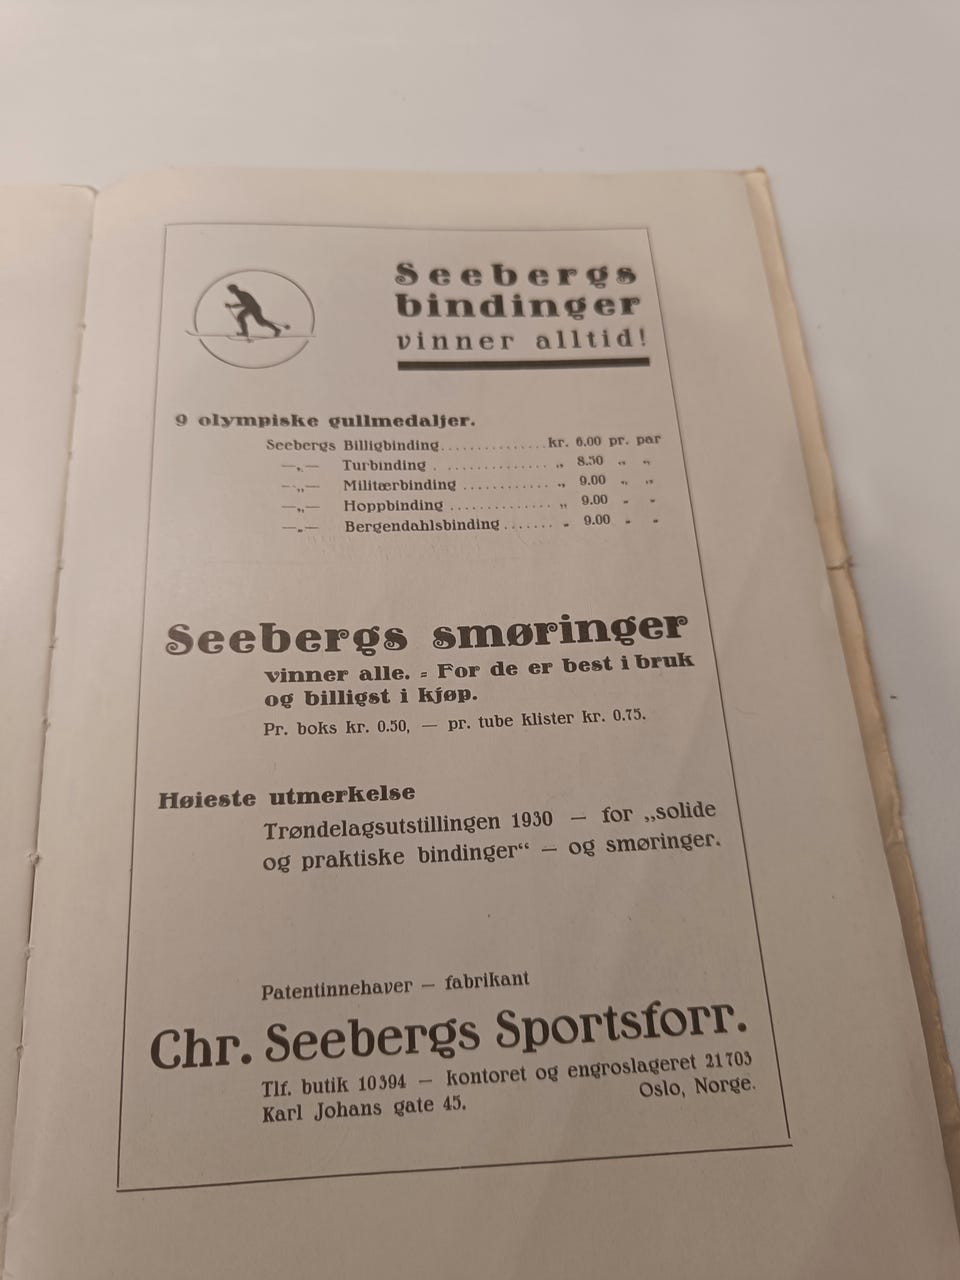 Seebergs
bindinger
vinner alltid!
9 olympiske gullmedaljer.
Seebergs Billigbinding.............kr. 6.00 pr. par
—„— Turbinding . ............. „ 8.50 „ „
—„— Militærbinding ............ „ 9.00 „ „
—„— Hoppbinding .............. „ 9.00 „ „
—„— Bergendahlsbinding ....... „ 9.00 „ „
Seebergs smøringer
vinner alle. - For de er best i bruk
og billigst i kjøp.
Pr. boks kr. 0.50, — pr. tube klister kr. 0.75.
Høieste utmerkelse
Trøndelagsutstillingen 1930 — for „solide
og praktiske bindinger“ — og smøringer.
Patentinnehaver — fabrikant
Chr. Seebergs Sportsforr.
Tlf. butik 10394 — kontoret og engroslageret 21703
Karl Johans gate 45. Oslo, Norge.